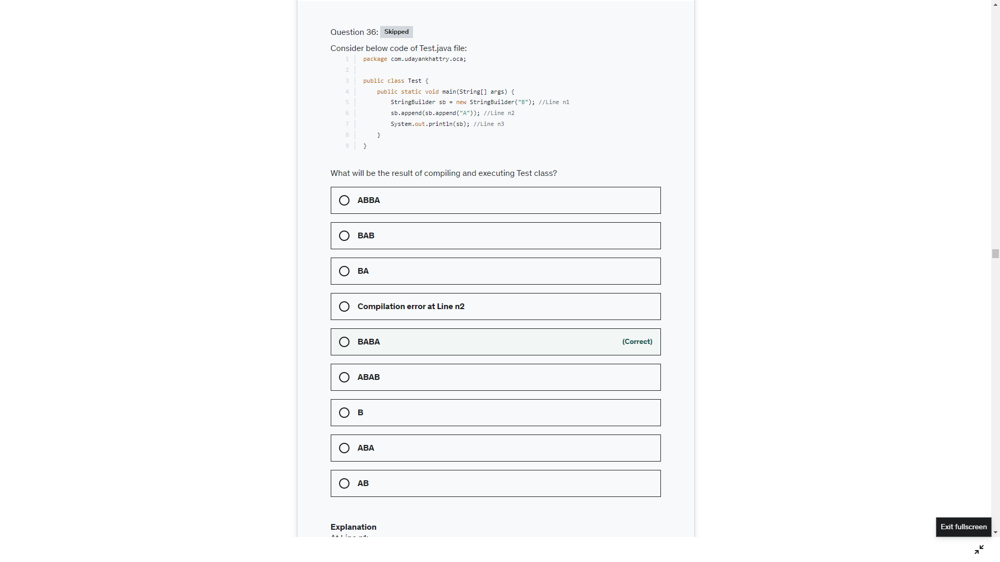 Question 36: Skipped
Consider below code of Test.java file:
1 package com.udayankhattry.oca;
2
3 public class Test {
4     public static void main(String[] args) {
5         StringBuilder sb = new StringBuilder("B"); //Line n1
6         sb.append(sb.append("A")); //Line n2
7         System.out.println(sb); //Line n3
8     }
9 }
What will be the result of compiling and executing Test class?
ABBA
BAB
BA
Compilation error at Line n2
BABA (Correct)
ABAB
B
ABA
AB
Explanation
At Line n1:
Exit fullscreen